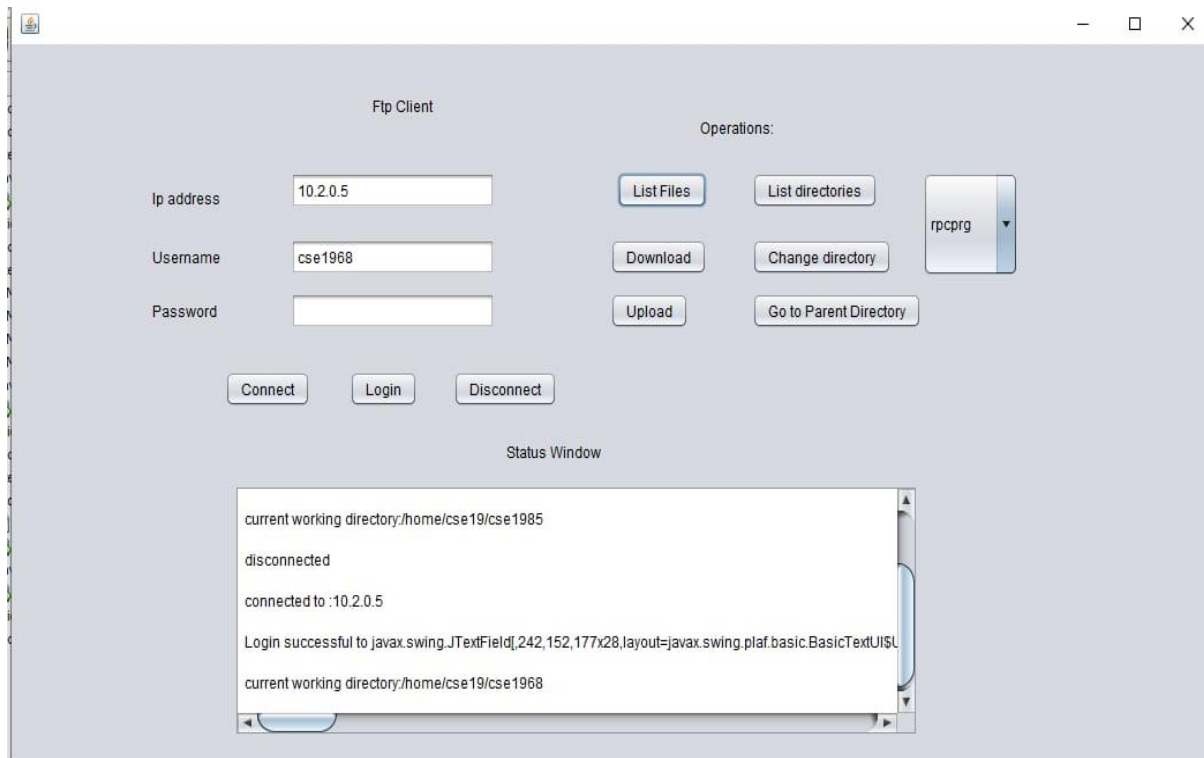 Ftp Client
Operations:
Ip address
10.2.0.5
List Files
List directories
rpcprg
Username
cse1968
Download
Change directory
Password
Upload
Go to Parent Directory
Connect
Login
Disconnect
Status Window
current working directory:/home/cse19/cse1985
disconnected
connected to :10.2.0.5
Login successful to javax.swing.JTextField[,242,152,177x28,layout=javax.swing.plaf.basic.BasicTextUI$U
current working directory:/home/cse19/cse1968